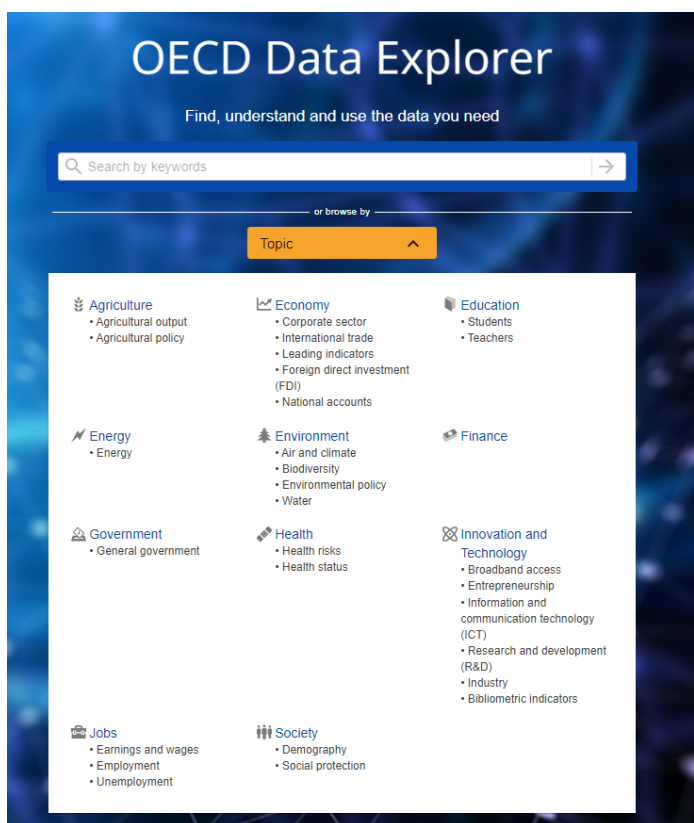 OECD Data Explorer
Find, understand and use the data you need
Search by keywords
or browse by
Topic
Agriculture
• Agricultural output
• Agricultural policy
Economy
• Corporate sector
• International trade
• Leading indicators
• Foreign direct investment
(FDI)
• National accounts
Education
• Students
• Teachers
Energy
• Energy
Environment
• Air and climate
• Biodiversity
• Environmental policy
• Water
Finance
Government
• General government
Health
• Health risks
• Health status
Innovation and
Technology
• Broadband access
• Entrepreneurship
• Information and
communication technology
(ICT)
• Research and development
(R&D)
• Industry
• Bibliometric indicators
Jobs
• Earnings and wages
• Employment
• Unemployment
Society
• Demography
• Social protection